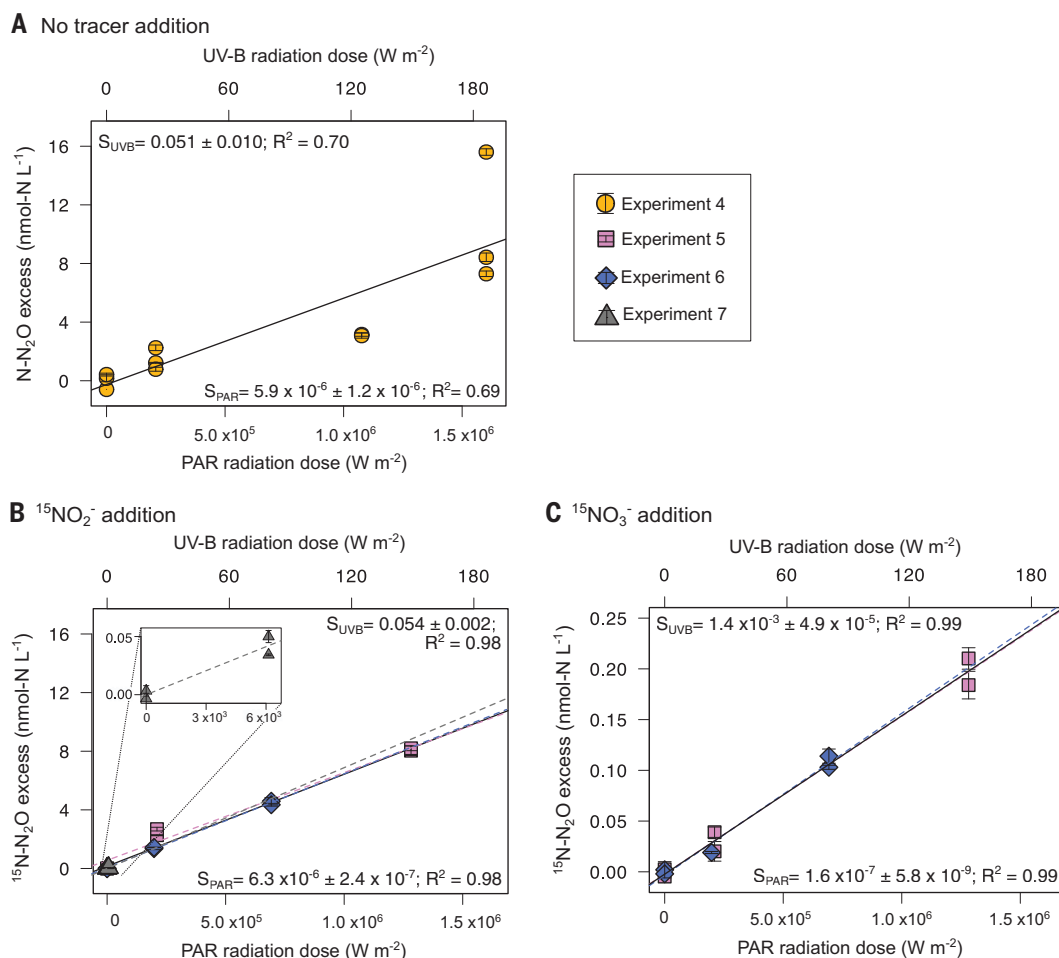 A No tracer addition
UV-B radiation dose (W m⁻²)
0 60 120 180
S_UVB= 0.051 ± 0.010; R² = 0.70
16
12
8
4
0
N-N₂O excess (nmol-N L⁻¹)
S_PAR= 5.9 x 10⁻⁶ ± 1.2 x 10⁻⁶; R²= 0.69
0 5.0 x10⁵ 1.0 x10⁶ 1.5 x10⁶
PAR radiation dose (W m⁻²)
Experiment 4
Experiment 5
Experiment 6
Experiment 7
B ¹⁵NO₂⁻ addition
UV-B radiation dose (W m⁻²)
0 60 120 180
S_UVB= 0.054 ± 0.002;
R² = 0.98
16
12
8
4
0
¹⁵N-N₂O excess (nmol-N L⁻¹)
0.05
0.00
0 3 x10³ 6 x10³
S_PAR= 6.3 x10⁻⁶ ± 2.4 x 10⁻⁷; R² = 0.98
0 5.0 x10⁵ 1.0 x10⁶ 1.5 x10⁶
PAR radiation dose (W m⁻²)
C ¹⁵NO₃⁻ addition
UV-B radiation dose (W m⁻²)
0 60 120 180
S_UVB= 1.4 x10⁻³ ± 4.9 x 10⁻⁵; R² = 0.99
0.25
0.20
0.15
0.10
0.05
0.00
¹⁵N-N₂O excess (nmol-N L⁻¹)
S_PAR= 1.6 x10⁻⁷ ± 5.8 x 10⁻⁹; R² = 0.99
0 5.0 x10⁵ 1.0 x10⁶ 1.5 x10⁶
PAR radiation dose (W m⁻²)